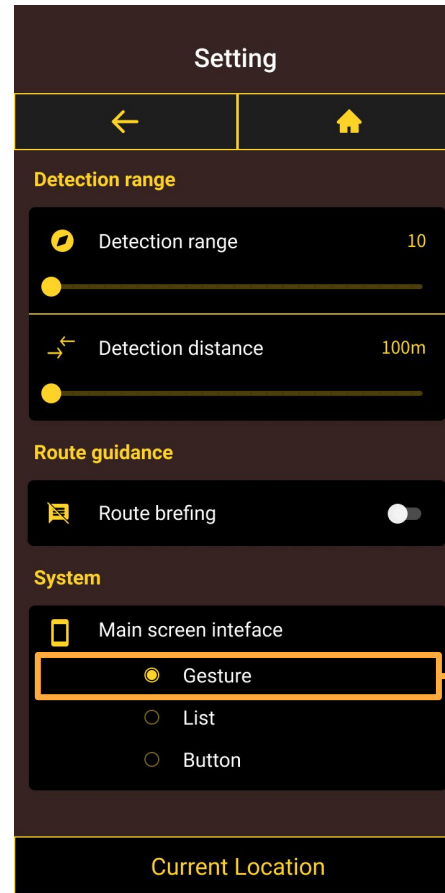 Setting
Detection range
Detection range 10
Detection distance 100m
Route guidance
Route brefing
System
Main screen inteface
Gesture
List
Button
Current Location